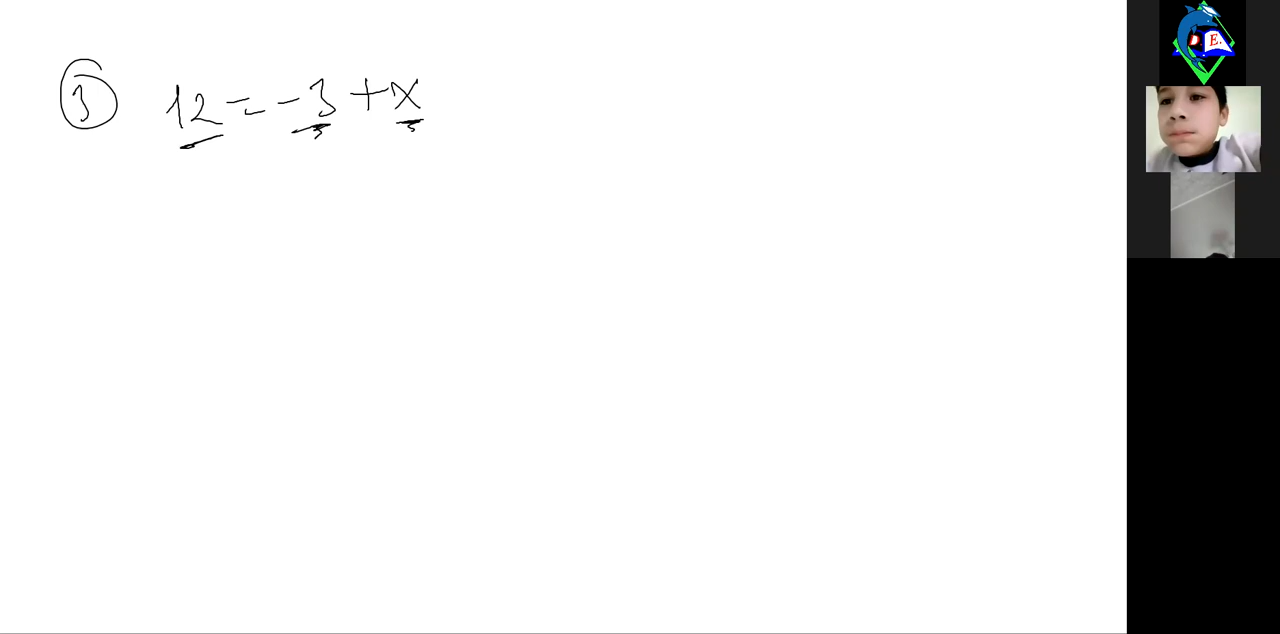 ③ 12 = -3 + x
D. E.